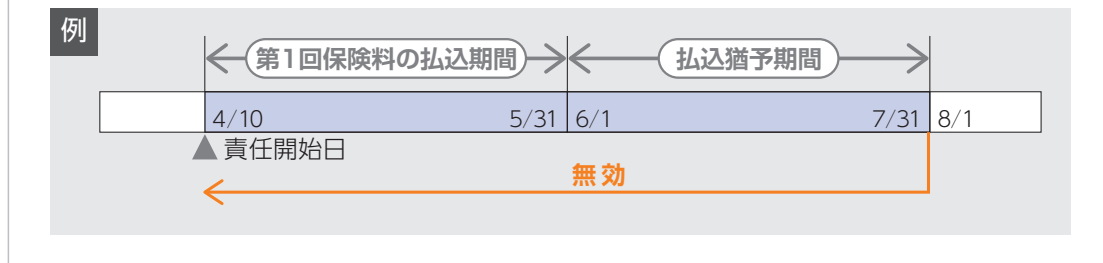 例
第1回保険料の払込期間 払込猶予期間
4/10 5/31 6/1 7/31 8/1
責任開始日
無効